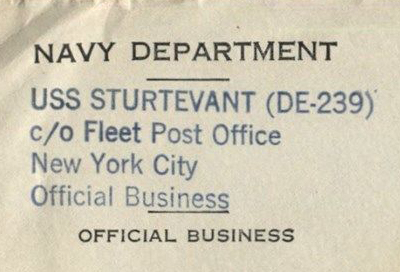 NAVY DEPARTMENT
USS STURTEVANT (DE-239)
c/o Fleet Post Office
New York City
Official Business
OFFICIAL BUSINESS